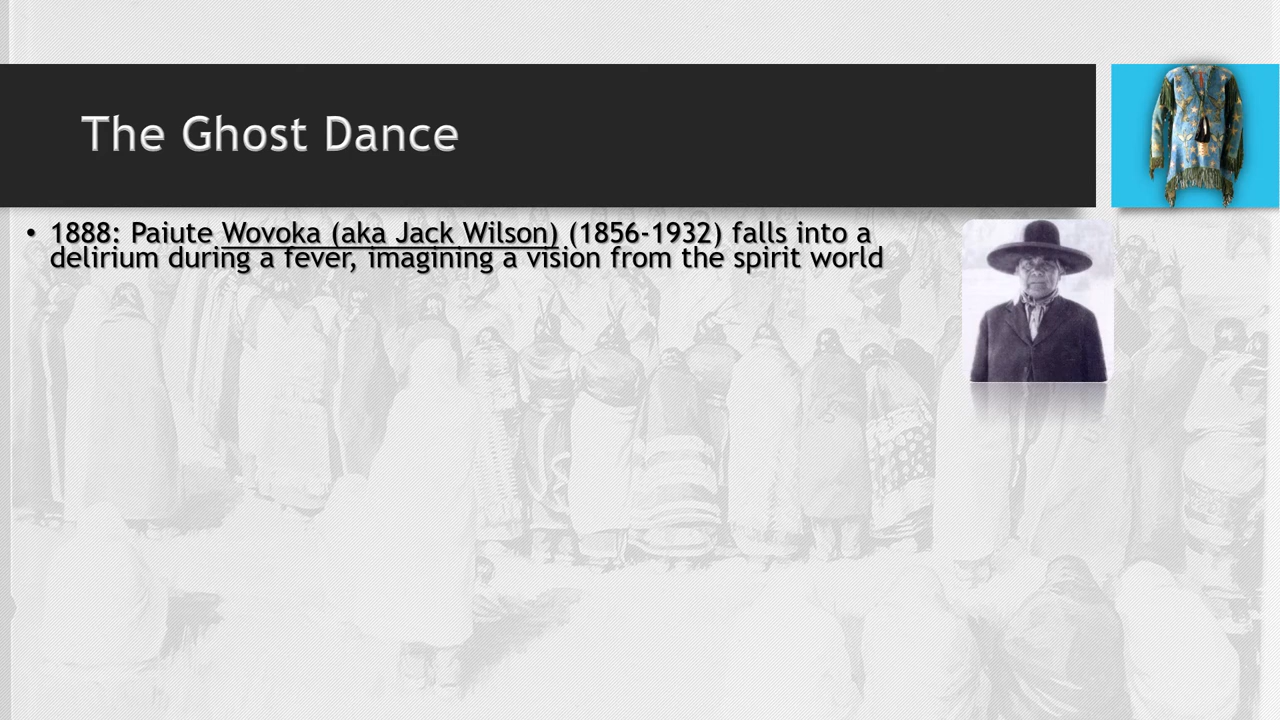 The Ghost Dance
• 1888: Paiute Wovoka (aka Jack Wilson) (1856-1932) falls into a
delirium during a fever, imagining a vision from the spirit world